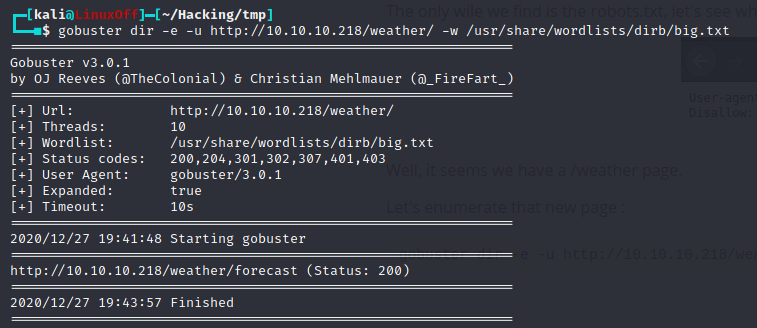 The only wile we find is the robots.txt, let's see wh
┌─[kali@LinuxOff]─[~/Hacking/tmp]
└──■$ gobuster dir -e -u http://10.10.10.218/weather/ -w /usr/share/wordlists/dirb/big.txt
===============================================================
Gobuster v3.0.1
by OJ Reeves (@TheColonial) & Christian Mehlmauer (@_FireFart_)
===============================================================
[+] Url:            http://10.10.10.218/weather/
[+] Threads:        10
[+] Wordlist:       /usr/share/wordlists/dirb/big.txt
[+] Status codes:   200,204,301,302,307,401,403
[+] User Agent:     gobuster/3.0.1
[+] Expanded:       true
[+] Timeout:        10s
===============================================================
2020/12/27 19:41:48 Starting gobuster
===============================================================
http://10.10.10.218/weather/forecast (Status: 200)
===============================================================
2020/12/27 19:43:57 Finished
===============================================================
User-agen
Disallow:
Well, it seems we have a /weather page.
Let's enumerate that new page :
-e -u http://10.10.10.218/we